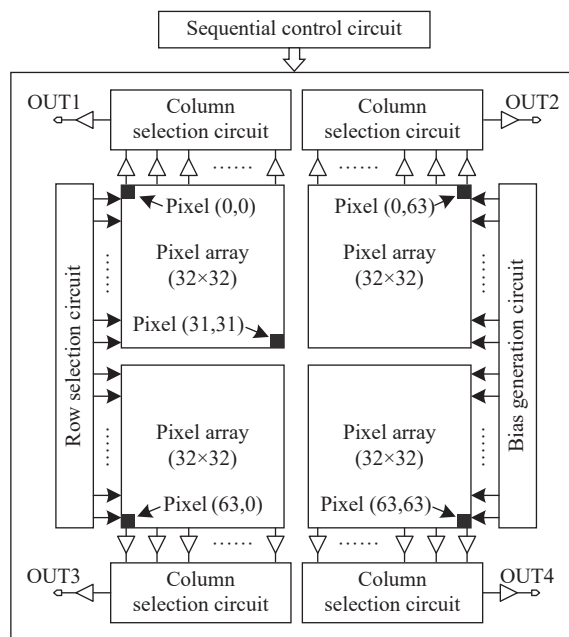 Sequential control circuit
OUT1
Column
selection circuit
Column
selection circuit
OUT2
......
......
Pixel (0,0)
Pixel (0,63)
Row selection circuit
......
Pixel array
(32×32)
Pixel array
(32×32)
......
Bias generation circuit
Pixel (31,31)
......
Pixel array
(32×32)
Pixel array
(32×32)
......
Pixel (63,0)
Pixel (63,63)
......
......
OUT3
Column
selection circuit
Column
selection circuit
OUT4